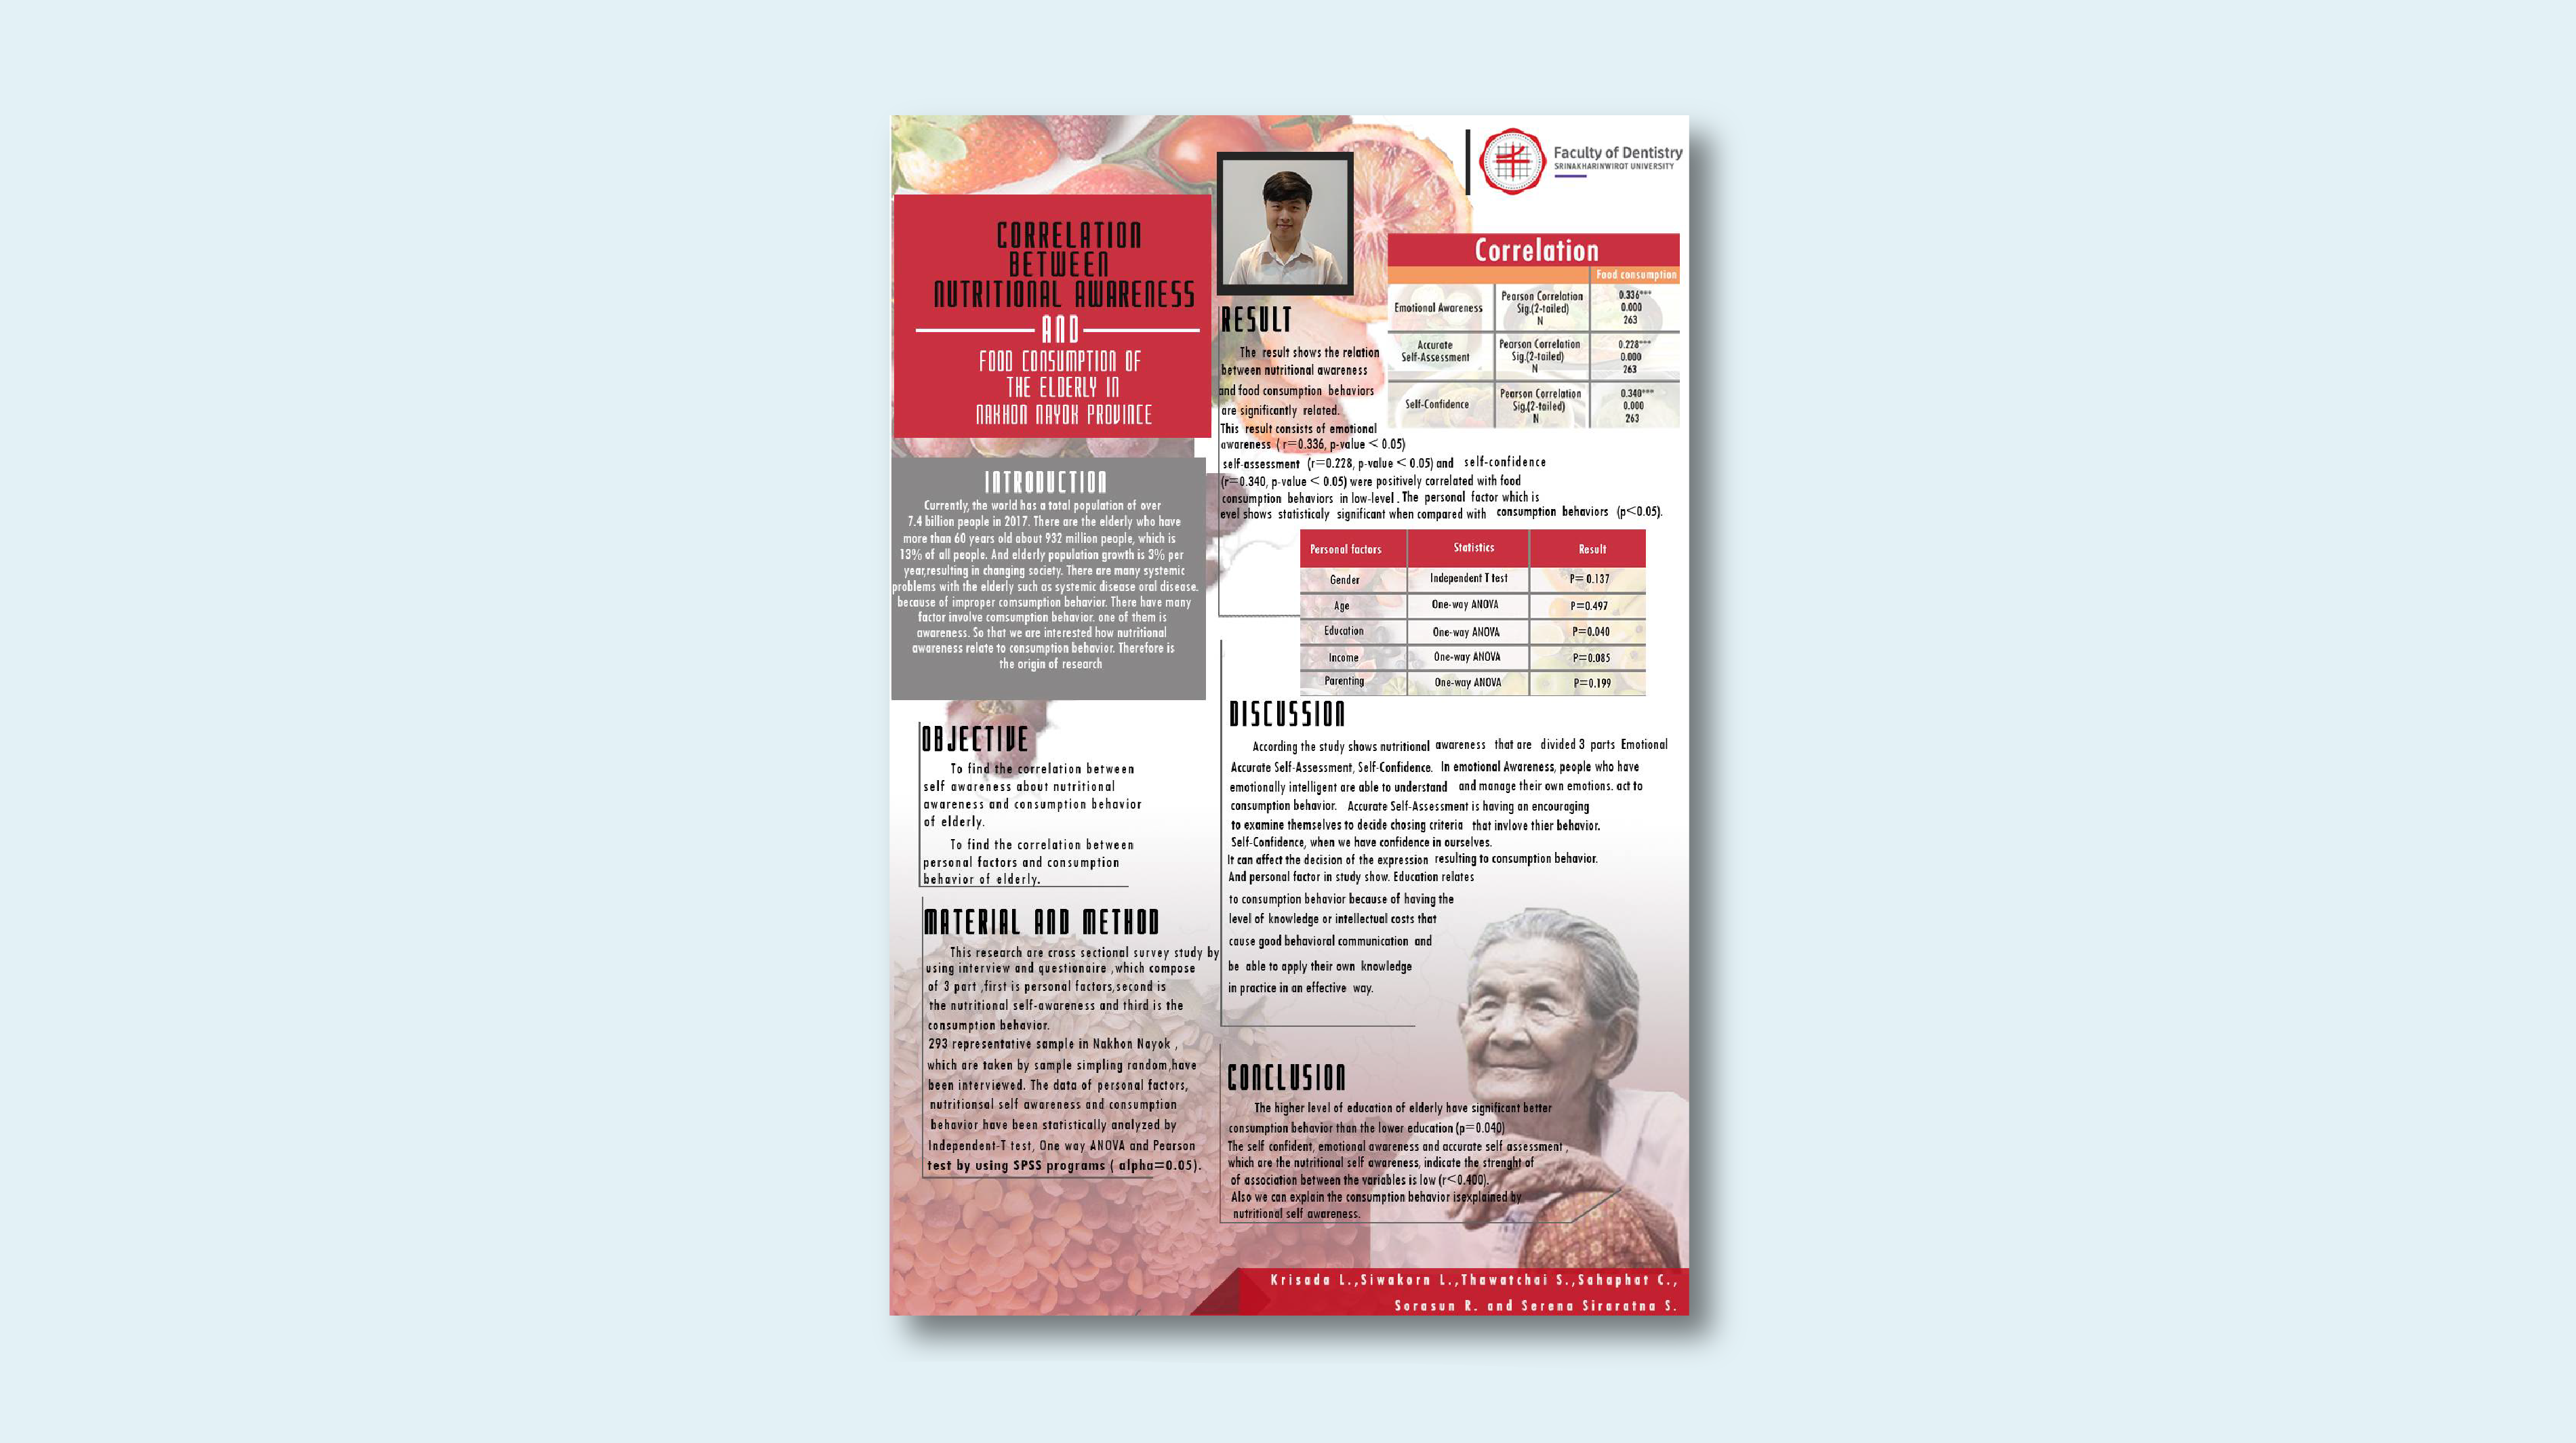 Faculty of Dentistry
SRINAKHARINWIROT UNIVERSITY
CORRELATION
BETWEEN
NUTRITIONAL AWARENESS
AND
FOOD CONSUMPTION OF
THE ELDERLY IN
NAKHON NAYOK PROVINCE
INTRODUCTION
Currently, the world has a total population of over
7.4 billion people in 2017. There are the elderly who have
more than 60 years old about 932 million people, which is
13% of all people. And elderly population growth is 3% per
year,resulting in changing society. There are many systemic
problems with the elderly such as systemic disease oral disease.
because of improper comsumption behavior. There have many
factor involve comsumption behavior. one of them is
awareness. So that we are interested how nutritional
awareness relate to consumption behavior. Therefore is
the origin of research
OBJECTIVE
To find the correlation between
self awareness about nutritional
awareness and consumption behavior
of elderly.
To find the correlation between
personal factors and consumption
behavior of elderly.
MATERIAL AND METHOD
This research are cross sectional survey study by
using interview and questionaire ,which compose
of 3 part ,first is personal factors,second is
the nutritional self-awareness and third is the
consumption behavior.
293 representative sample in Nakhon Nayok ,
which are taken by sample simpling random,have
been interviewed. The data of personal factors,
nutritionsal self awareness and consumption
behavior have been statistically analyzed by
Independent-T test, One way ANOVA and Pearson
test by using SPSS programs ( alpha=0.05).
RESULT
The result shows the relation
between nutritional awareness
and food consumption behaviors
are significantly related.
This result consists of emotional
awareness ( r=0.336, p-value < 0.05)
self-assessment (r=0.228, p-value < 0.05) and self-confidence
(r=0.340, p-value < 0.05) were positively correlated with food
consumption behaviors in low-level . The personal factor which is
evel shows statisticaly significant when compared with consumption behaviors (p<0.05).
Correlation
Food consumption
Emotional Awareness Pearson Correlation 0.336***
Sig.(2-tailed) 0.000
N 263
Accurate Self-Assessment Pearson Correlation 0.228***
Sig.(2-tailed) 0.000
N 263
Self-Confidence Pearson Correlation 0.340***
Sig.(2-tailed) 0.000
N 263
Personal factors Statistics Result
Gender Independent T test P= 0.137
Age One-way ANOVA P=0.497
Education One-way ANOVA P=0.040
Income One-way ANOVA P=0.085
Parenting One-way ANOVA P=0.199
DISCUSSION
According the study shows nutritional awareness that are divided 3 parts Emotional
Accurate Self-Assessment, Self-Confidence. In emotional Awareness, people who have
emotionally intelligent are able to understand and manage their own emotions. act to
consumption behavior. Accurate Self-Assessment is having an encouraging
to examine themselves to decide chosing criteria that invlove thier behavior.
Self-Confidence, when we have confidence in ourselves.
It can affect the decision of the expression resulting to consumption behavior.
And personal factor in study show. Education relates
to consumption behavior because of having the
level of knowledge or intellectual costs that
cause good behavioral communication and
be able to apply their own knowledge
in practice in an effective way.
CONCLUSION
The higher level of education of elderly have significant better
consumption behavior than the lower education (p=0.040)
The self confident, emotional awareness and accurate self assessment ,
which are the nutritional self awareness, indicate the strenght of
of association between the variables is low (r<0.400).
Also we can explain the consumption behavior isexplained by
nutritional self awareness.
Krisada L.,Siwakorn L.,Thawatchai S.,Sahaphat C.,
Sorasun R. and Serena Siraratna S.